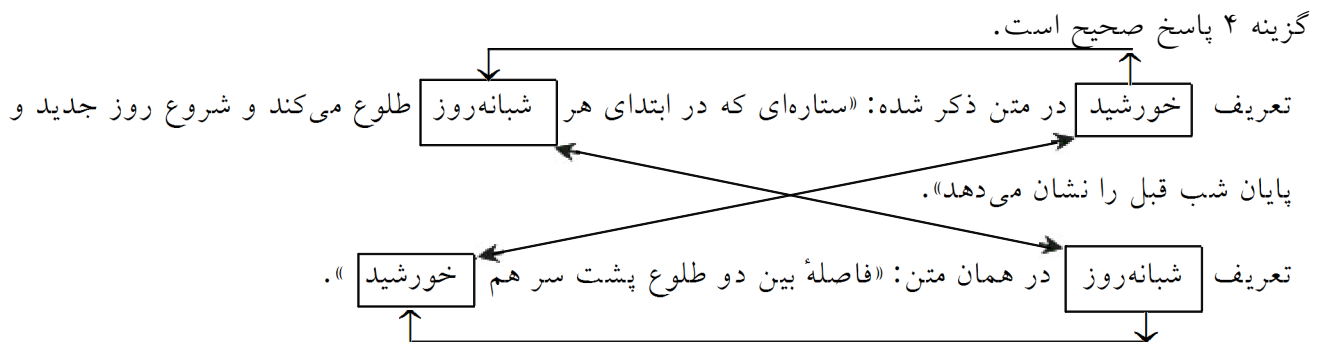 گزینه ۴ پاسخ صحیح است.
تعریف خورشید در متن ذکر شده: «ستاره‌ای که در ابتدای هر شبانه‌روز طلوع می‌کند و شروع روز جدید و
پایان شب قبل را نشان می‌دهد».
تعریف شبانه‌روز در همان متن: «فاصلهٔ بین دو طلوع پشت سر هم خورشید ».